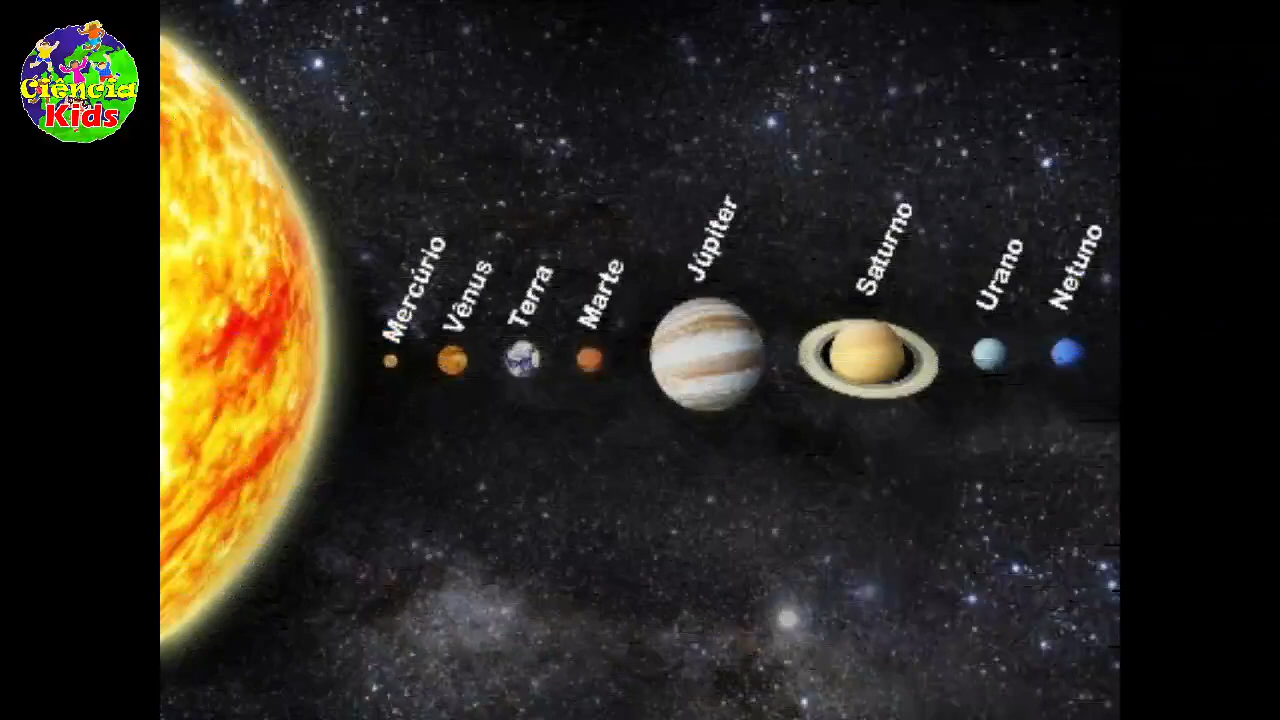 Ciência
Kids
Mercúrio
Vênus
Terra
Marte
Júpiter
Saturno
Urano
Netuno